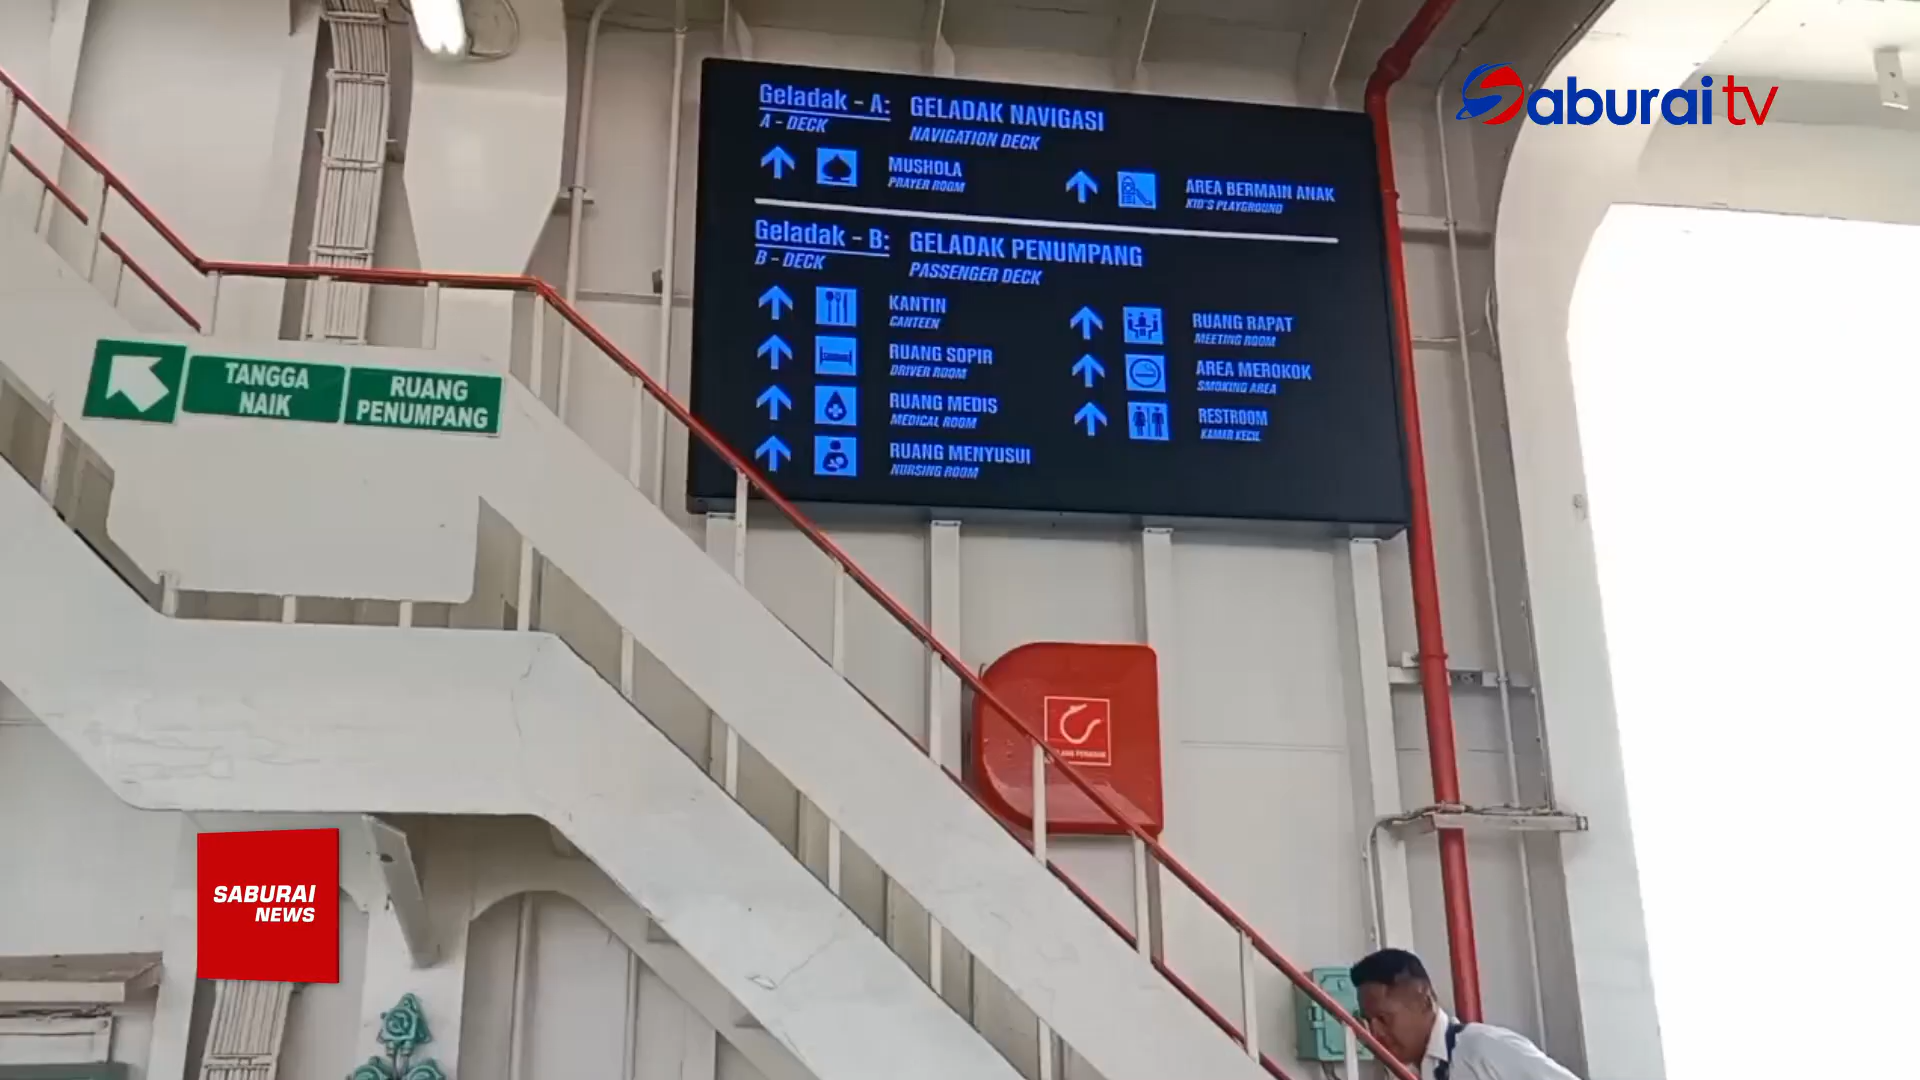 Saburai tv
Geladak - A: GELADAK NAVIGASI
A - DECK NAVIGATION DECK
MUSHOLA
PRAYER ROOM
AREA BERMAIN ANAK
KID'S PLAYGROUND
Geladak - B: GELADAK PENUMPANG
B - DECK PASSENGER DECK
KANTIN
CANTEEN
RUANG SOPIR
DRIVER ROOM
RUANG MEDIS
MEDICAL ROOM
RUANG MENYUSUI
NURSING ROOM
RUANG RAPAT
MEETING ROOM
AREA MEROKOK
SMOKING AREA
RESTROOM
KAMAR KECIL
TANGGA
NAIK
RUANG
PENUMPANG
SABURAI
NEWS